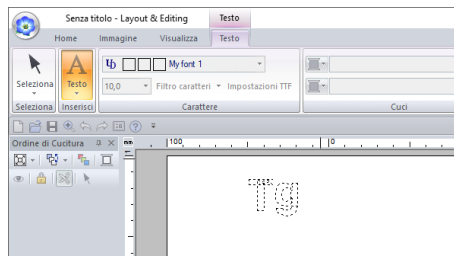 Senza titolo - Layout & Editing Testo
Home Immagine Visualizza Testo
Seleziona Testo My font 1
10,0 Filtro caratteri Impostazioni TTF
Seleziona Inserisci Carattere Cuci
Ordine di Cucitura mm 100 0
Tg